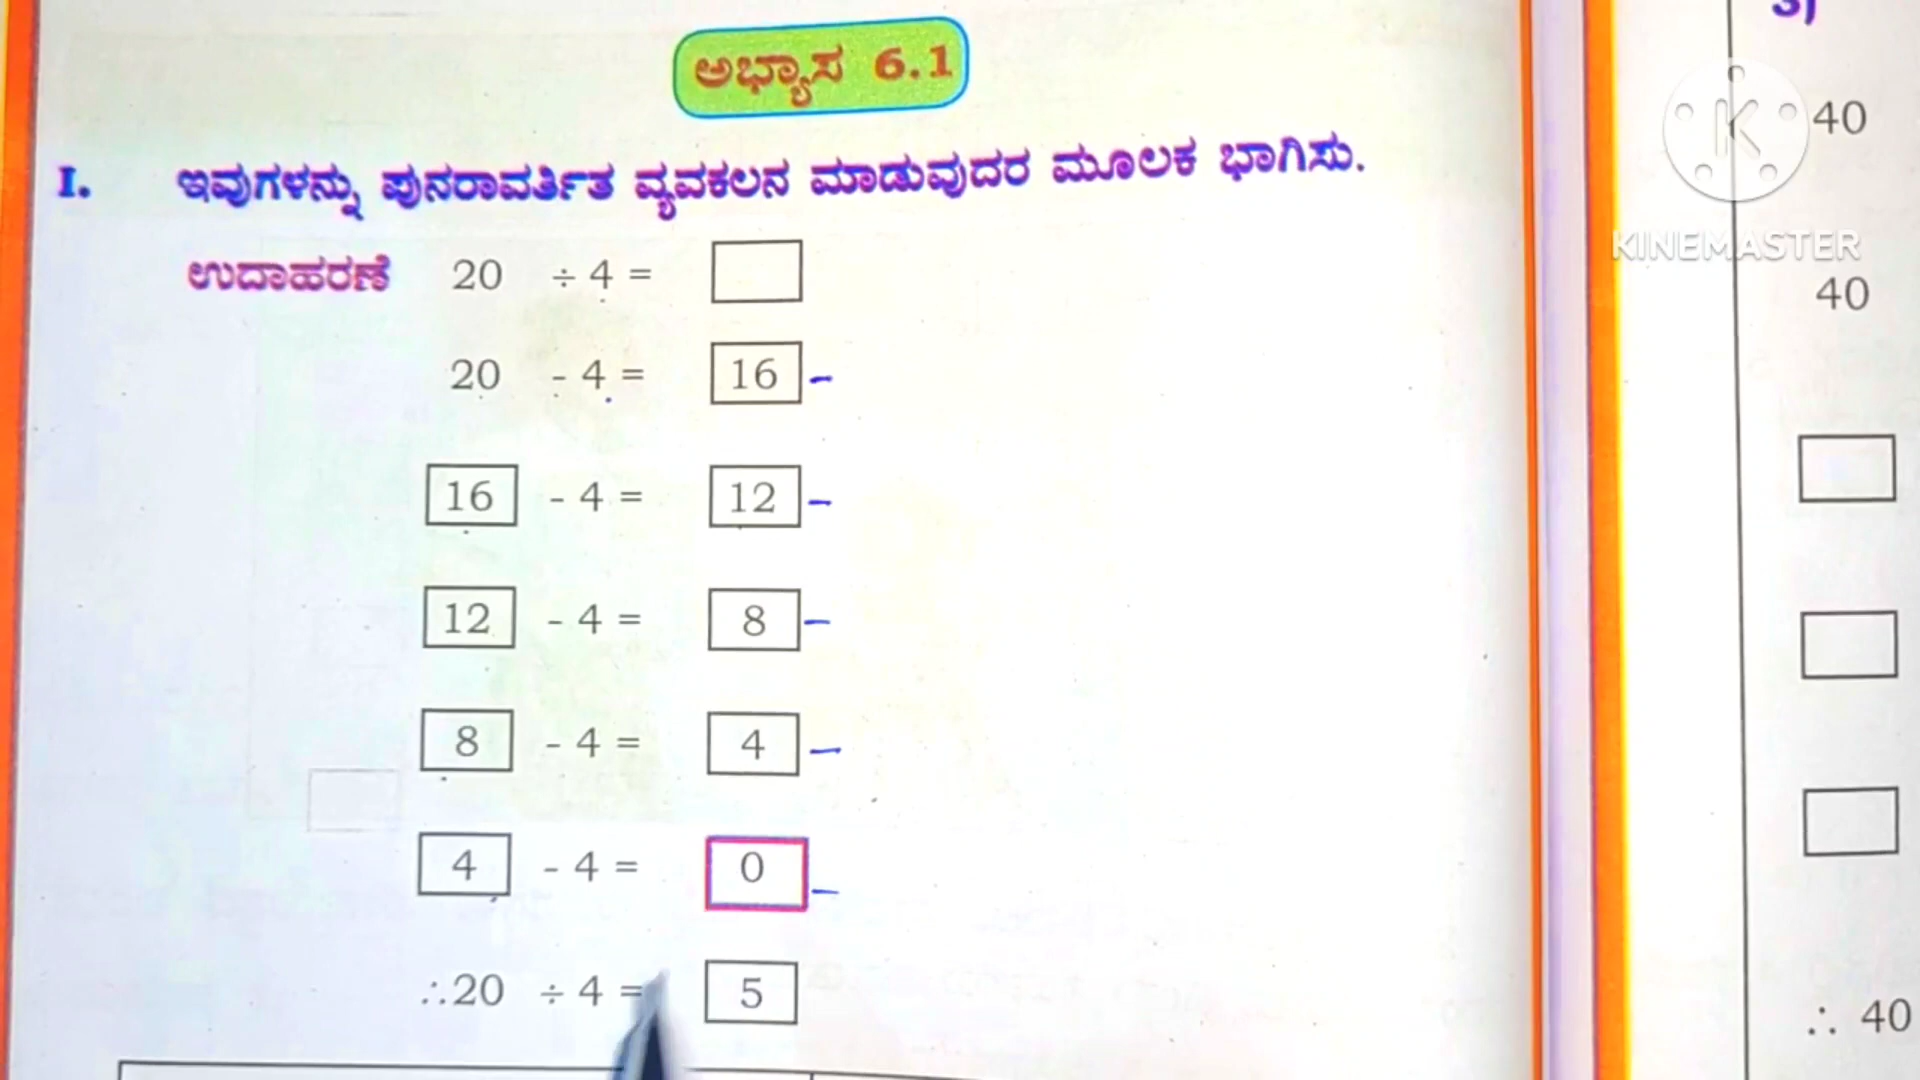 ಅಭ್ಯಾಸ 6.1
I. ಇವುಗಳನ್ನು ಪುನರಾವರ್ತಿತ ವ್ಯವಕಲನ ಮಾಡುವುದರ ಮೂಲಕ ಭಾಗಿಸು.
ಉದಾಹರಣೆ 20 ÷ 4 =
20 - 4 = 16
16 - 4 = 12
12 - 4 = 8
8 - 4 = 4
4 - 4 = 0
∴20 ÷ 4 = 5
40
KINEMASTER
40
∴ 40